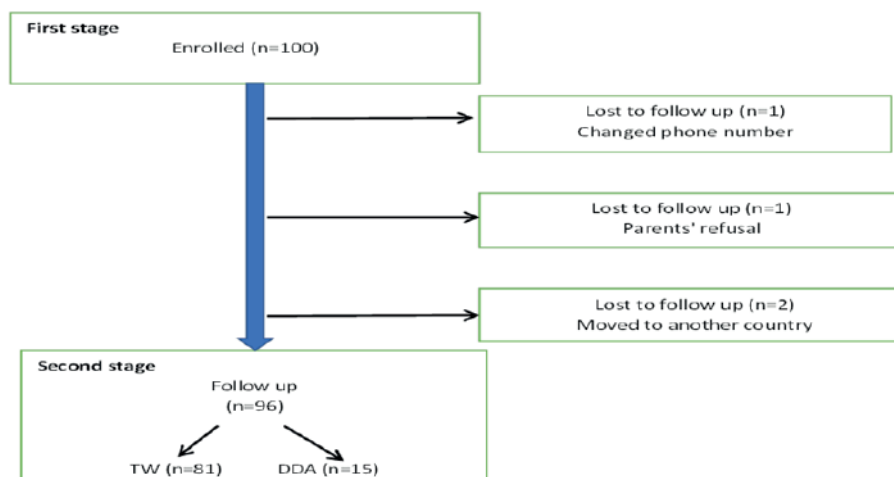 First stage
Enrolled (n=100)
Lost to follow up (n=1)
Changed phone number
Lost to follow up (n=1)
Parents' refusal
Lost to follow up (n=2)
Moved to another country
Second stage
Follow up
(n=96)
TW (n=81) DDA (n=15)